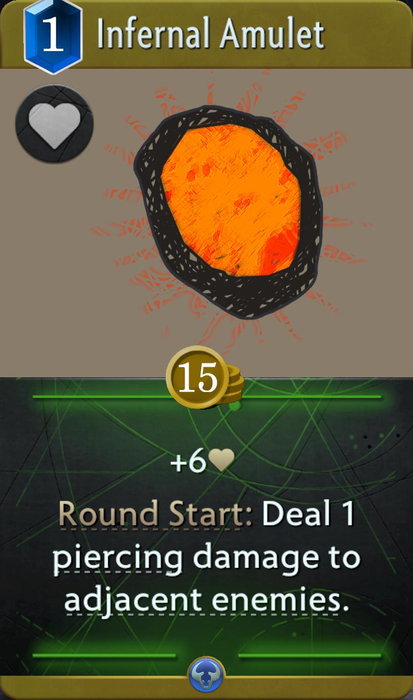 1 Infernal Amulet
15
+6
Round Start: Deal 1
piercing damage to
adjacent enemies.